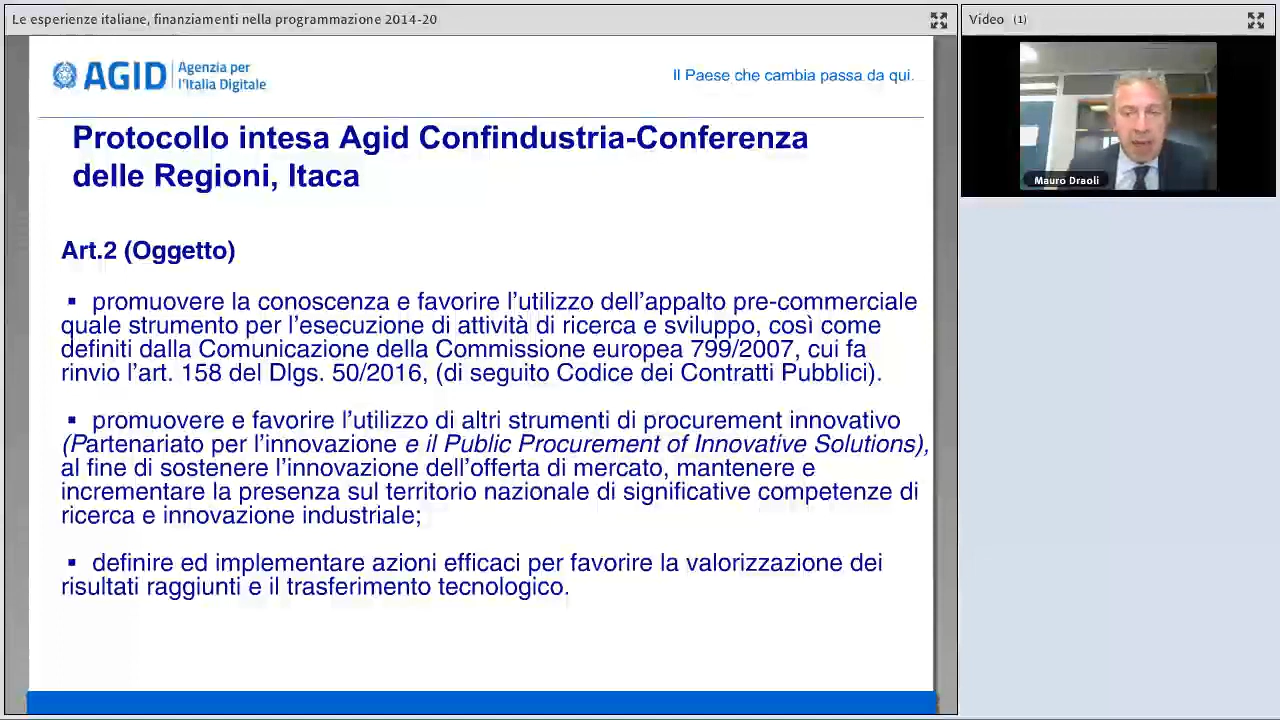 Le esperienze italiane, finanziamenti nella programmazione 2014-20
Video (1)
AGID
Agenzia per
l'Italia Digitale
Il Paese che cambia passa da qui.
Mauro Draoli
Protocollo intesa Agid Confindustria-Conferenza
delle Regioni, Itaca
Art.2 (Oggetto)
▪ promuovere la conoscenza e favorire l'utilizzo dell'appalto pre-commerciale
quale strumento per l'esecuzione di attività di ricerca e sviluppo, così come
definiti dalla Comunicazione della Commissione europea 799/2007, cui fa
rinvio l'art. 158 del Dlgs. 50/2016, (di seguito Codice dei Contratti Pubblici).
▪ promuovere e favorire l'utilizzo di altri strumenti di procurement innovativo
(Partenariato per l'innovazione e il Public Procurement of Innovative Solutions),
al fine di sostenere l'innovazione dell'offerta di mercato, mantenere e
incrementare la presenza sul territorio nazionale di significative competenze di
ricerca e innovazione industriale;
▪ definire ed implementare azioni efficaci per favorire la valorizzazione dei
risultati raggiunti e il trasferimento tecnologico.